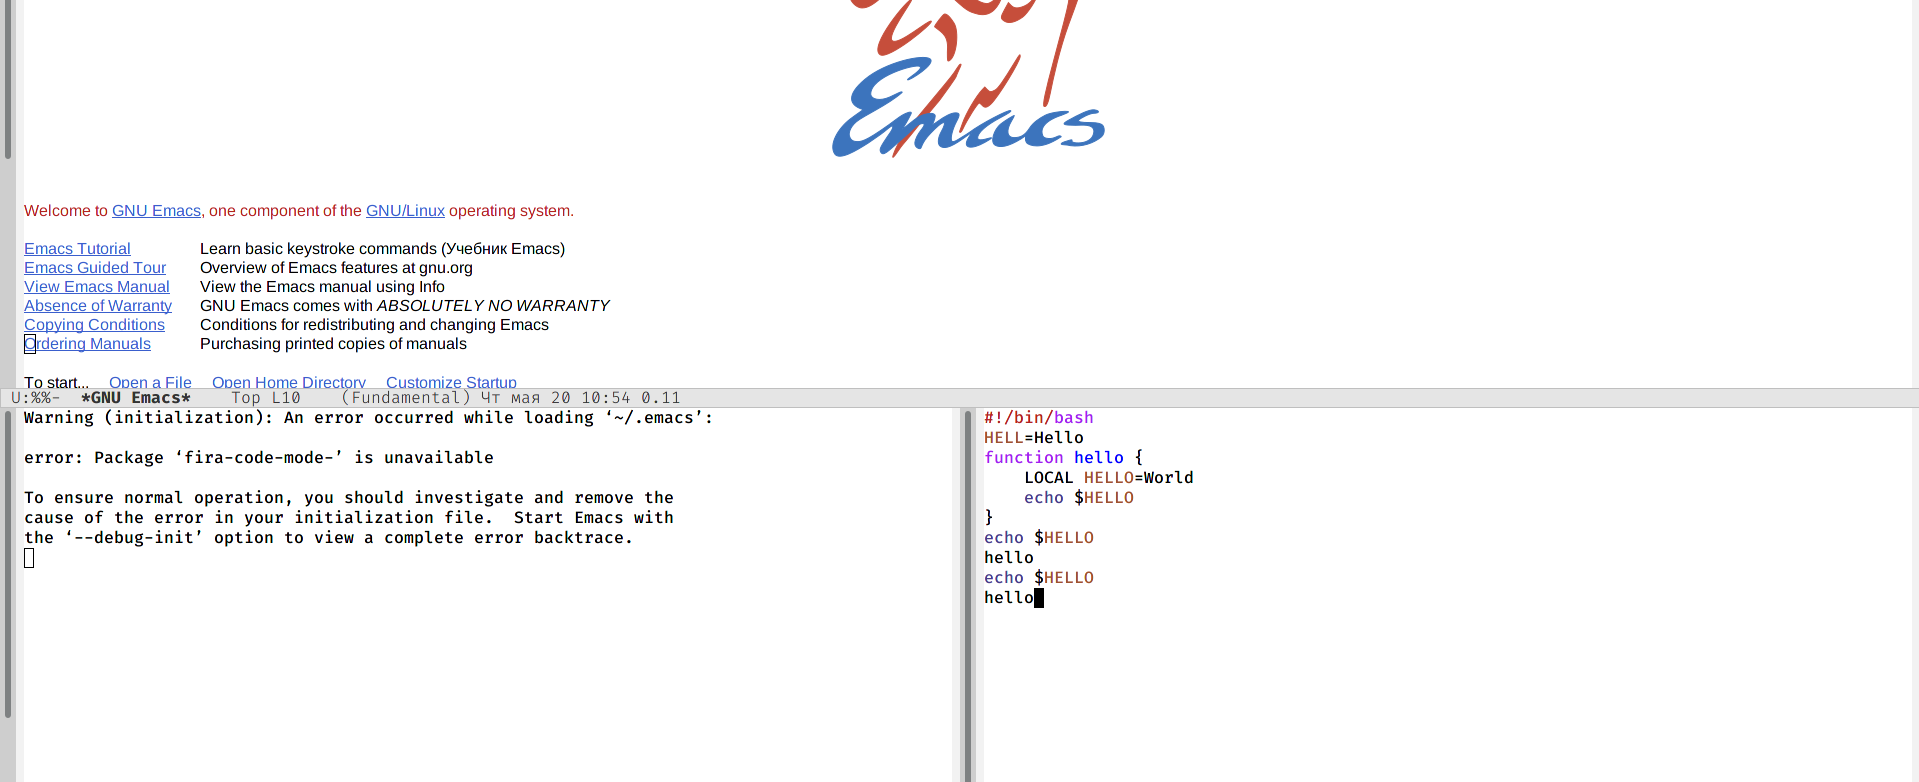 Emacs
Welcome to GNU Emacs, one component of the GNU/Linux operating system.
Emacs Tutorial Learn basic keystroke commands (Учебник Emacs)
Emacs Guided Tour Overview of Emacs features at gnu.org
View Emacs Manual View the Emacs manual using Info
Absence of Warranty GNU Emacs comes with ABSOLUTELY NO WARRANTY
Copying Conditions Conditions for redistributing and changing Emacs
Ordering Manuals Purchasing printed copies of manuals
To start... Open a File Open Home Directory Customize Startup
U:%%- *GNU Emacs* Top L10 (Fundamental) Чт мая 20 10:54 0.11
Warning (initialization): An error occurred while loading ‘~/.emacs’:
error: Package ‘fira-code-mode-’ is unavailable
To ensure normal operation, you should investigate and remove the
cause of the error in your initialization file. Start Emacs with
the ‘--debug-init’ option to view a complete error backtrace.
#!/bin/bash
HELL=Hello
function hello {
    LOCAL HELLO=World
    echo $HELLO
}
echo $HELLO
hello
echo $HELLO
hello